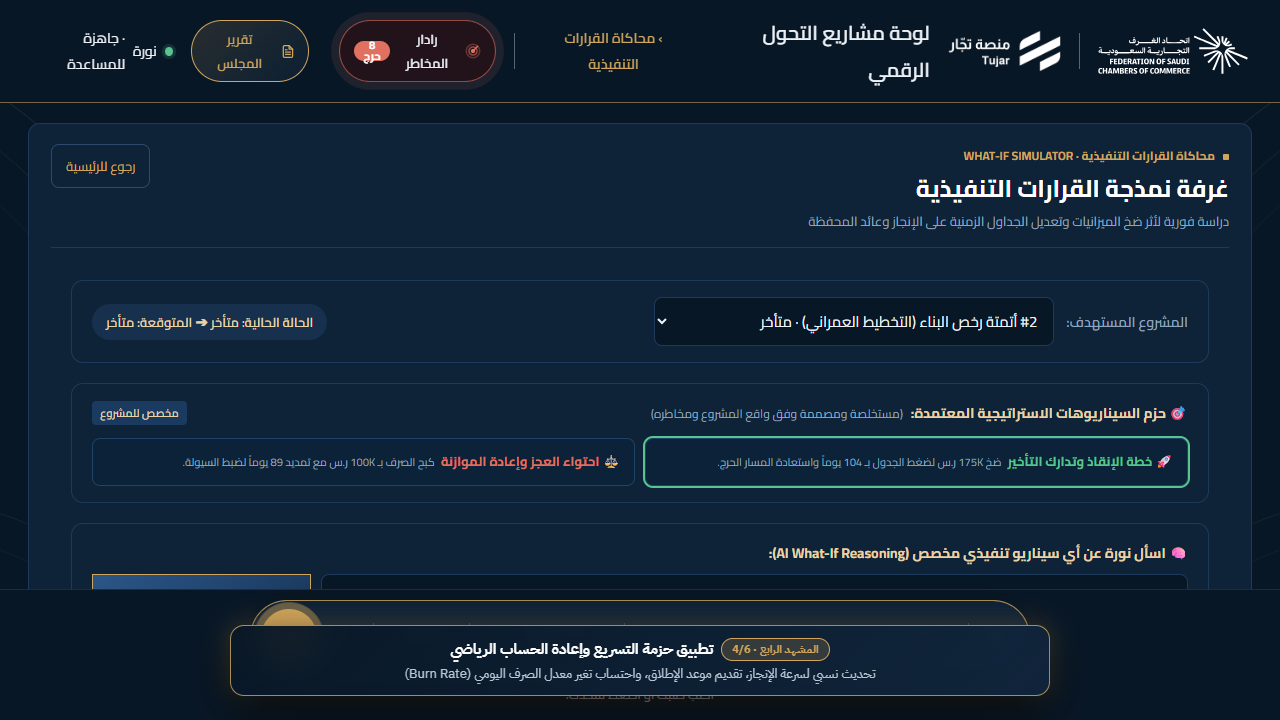 اتحاد الغرف
التجارية السعودية
FEDERATION OF SAUDI
CHAMBERS OF COMMERCE
منصة تجّار
Tujar
لوحة مشاريع التحول
الرقمي
› محاكاة القرارات
التنفيذية
رادار
المخاطر
8
حرج
تقرير
المجلس
نورة
· جاهزة
للمساعدة
محاكاة القرارات التنفيذية · WHAT-IF SIMULATOR
غرفة نمذجة القرارات التنفيذية
دراسة فورية لأثر ضخ الميزانيات وتعديل الجداول الزمنية على الإنجاز وعائد المحفظة
رجوع للرئيسية
المشروع المستهدف:
#2 أتمتة رخص البناء (التخطيط العمراني) · متأخر
الحالة الحالية: متأخر ➔ المتوقعة: متأخر
🎯 حزم السيناريوهات الاستراتيجية المعتمدة: (مستخلصة ومصممة وفق واقع المشروع ومخاطره)
مخصص للمشروع
🚀 خطة الإنقاذ وتدارك التأخير ضخ 175K ر.س لضغط الجدول بـ 104 يوماً واستعادة المسار الحرج.
⚖️ احتواء العجز وإعادة الموازنة كبح الصرف بـ 100K ر.س مع تمديد 89 يوماً لضبط السيولة.
🧠 اسأل نورة عن أي سيناريو تنفيذي مخصص (AI What-If Reasoning):
المشهد الرابع · 4/6
تطبيق حزمة التسريع وإعادة الحساب الرياضي
تحديث نسبي لسرعة الإنجاز، تقديم موعد الإطلاق، واحتساب تغير معدل الصرف اليومي (Burn Rate)